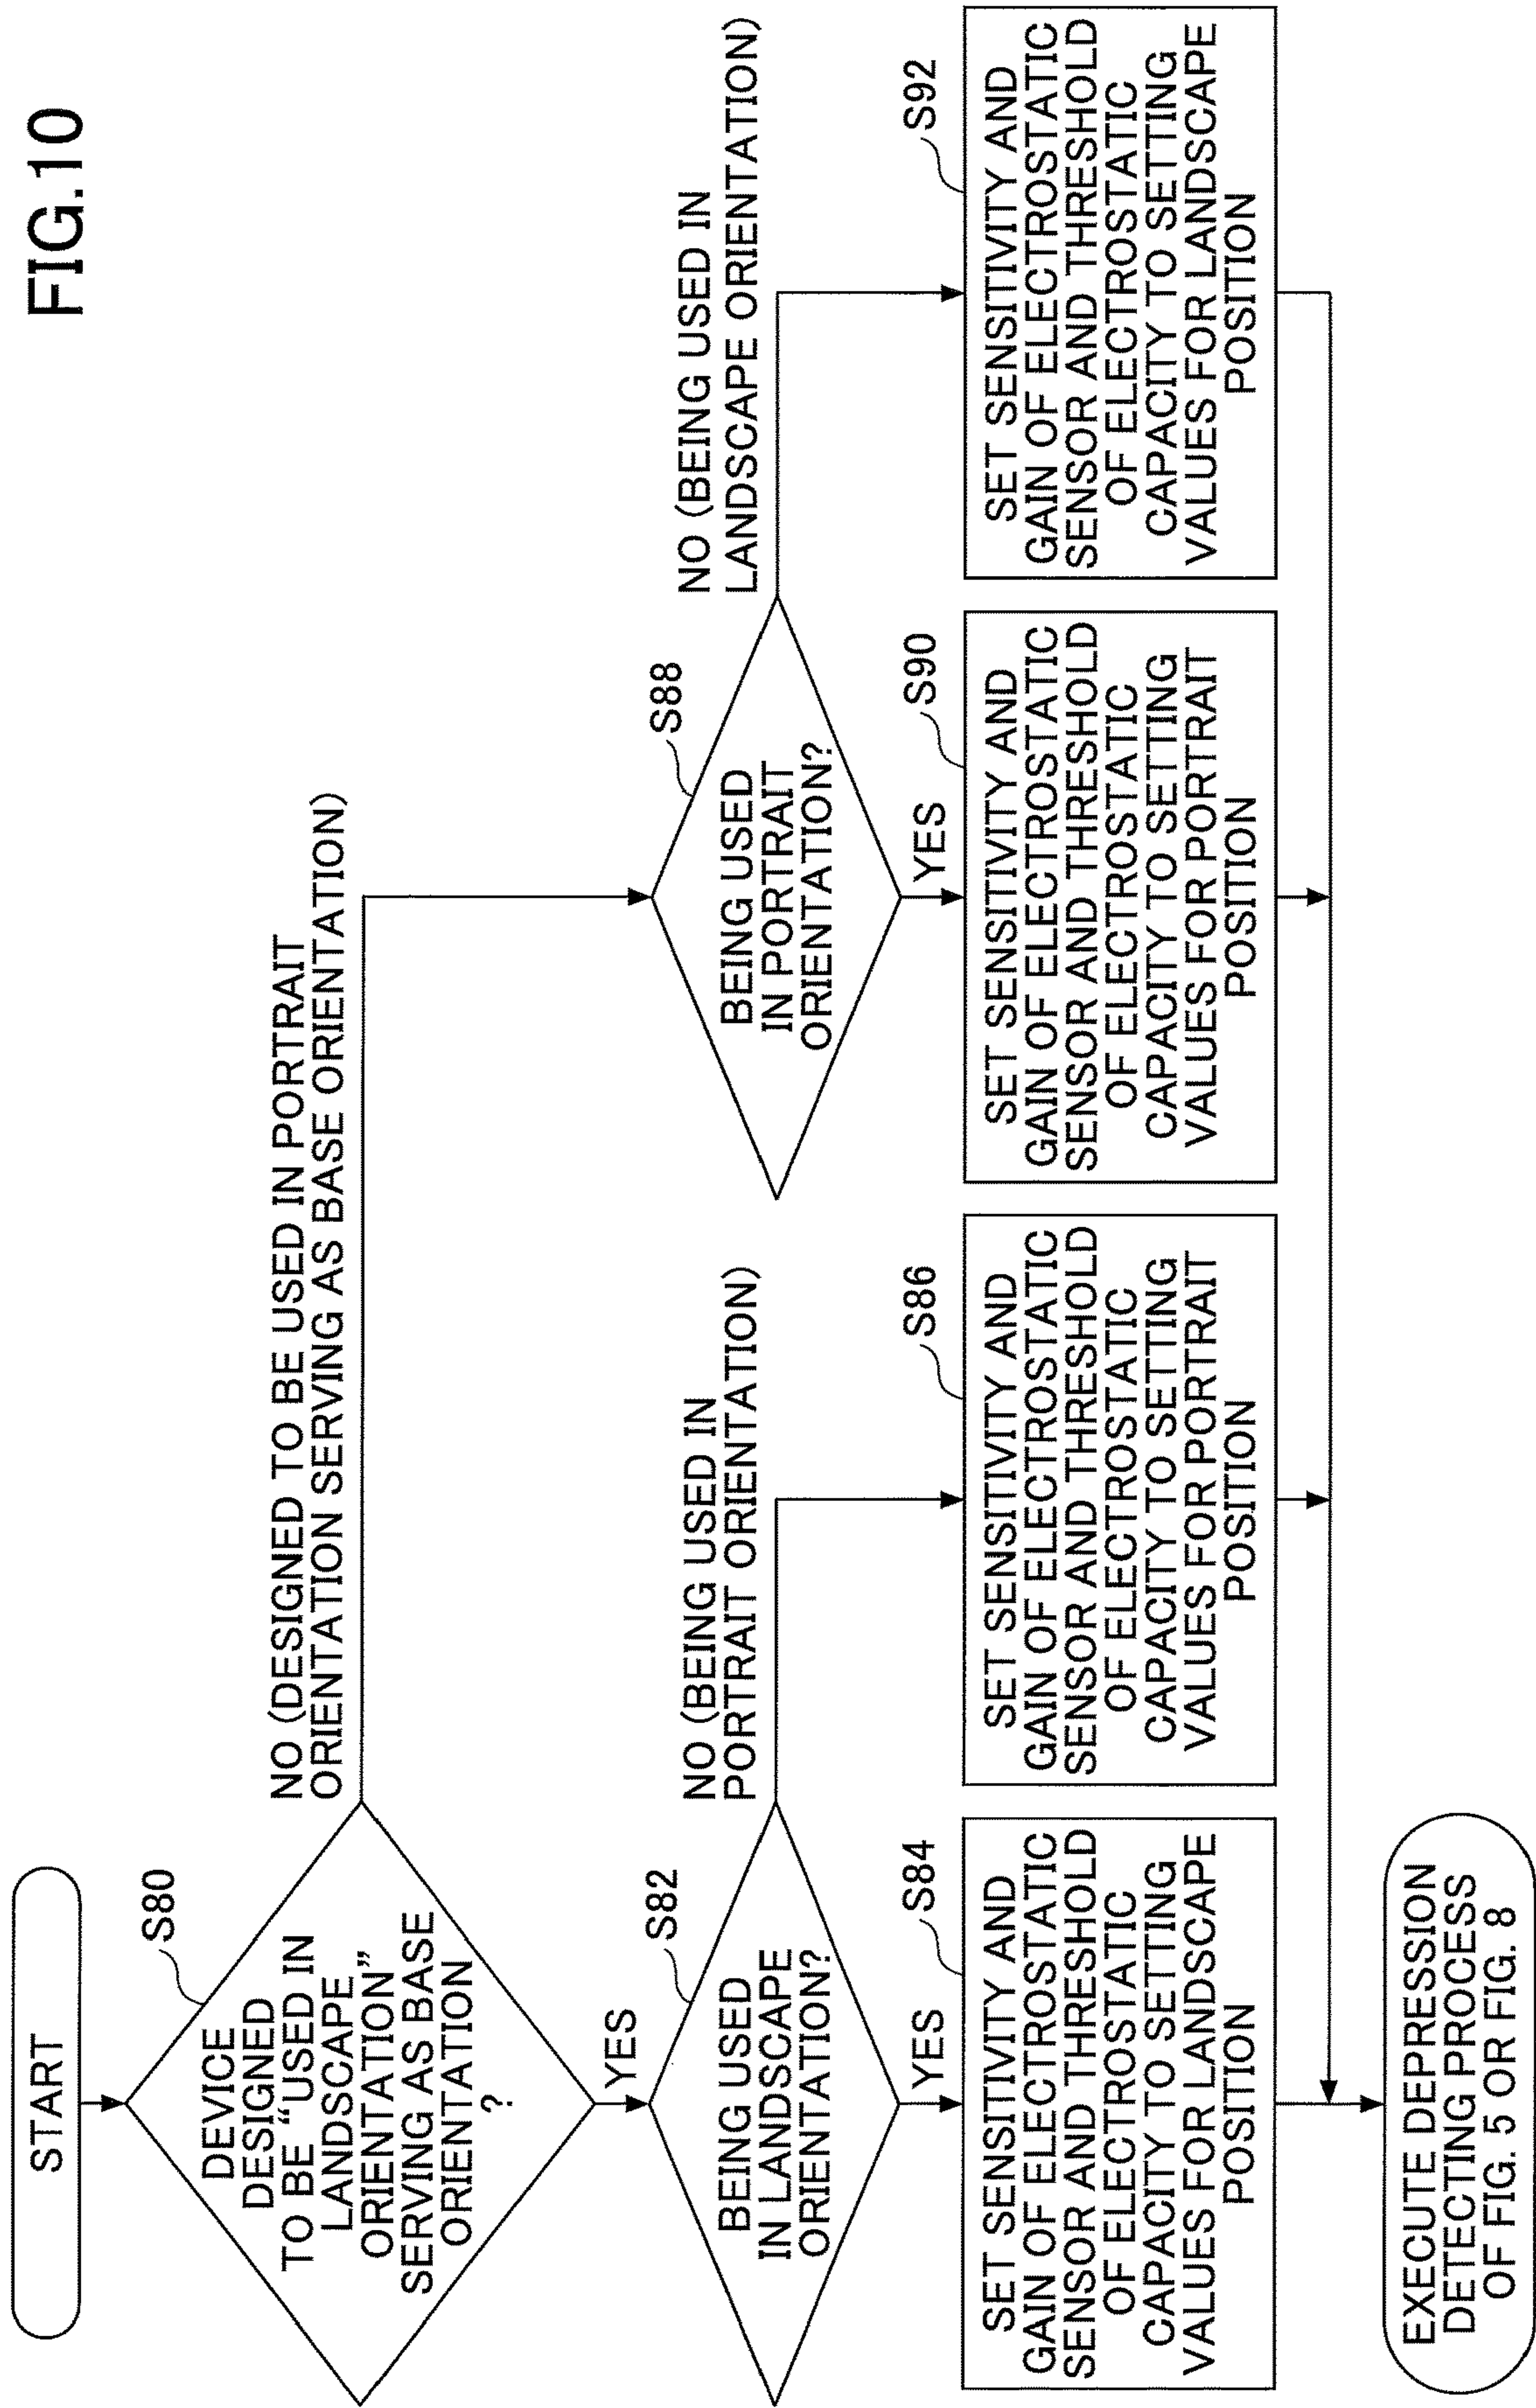 FIG.10
START
S80
DEVICE
DESIGNED
TO BE "USED IN
LANDSCAPE
ORIENTATION"
SERVING AS BASE
ORIENTATION
?
NO (DESIGNED TO BE USED IN PORTRAIT
ORIENTATION SERVING AS BASE ORIENTATION)
YES
S82
BEING USED
IN LANDSCAPE
ORIENTATION?
NO (BEING USED IN
PORTRAIT ORIENTATION)
YES
S88
BEING USED
IN PORTRAIT
ORIENTATION?
NO (BEING USED IN
LANDSCAPE ORIENTATION)
YES
S84
SET SENSITIVITY AND
GAIN OF ELECTROSTATIC
SENSOR AND THRESHOLD
OF ELECTROSTATIC
CAPACITY TO SETTING
VALUES FOR LANDSCAPE
POSITION
S86
SET SENSITIVITY AND
GAIN OF ELECTROSTATIC
SENSOR AND THRESHOLD
OF ELECTROSTATIC
CAPACITY TO SETTING
VALUES FOR PORTRAIT
POSITION
S90
SET SENSITIVITY AND
GAIN OF ELECTROSTATIC
SENSOR AND THRESHOLD
OF ELECTROSTATIC
CAPACITY TO SETTING
VALUES FOR PORTRAIT
POSITION
S92
SET SENSITIVITY AND
GAIN OF ELECTROSTATIC
SENSOR AND THRESHOLD
OF ELECTROSTATIC
CAPACITY TO SETTING
VALUES FOR LANDSCAPE
POSITION
EXECUTE DEPRESSION
DETECTING PROCESS
OF FIG. 5 OR FIG. 8